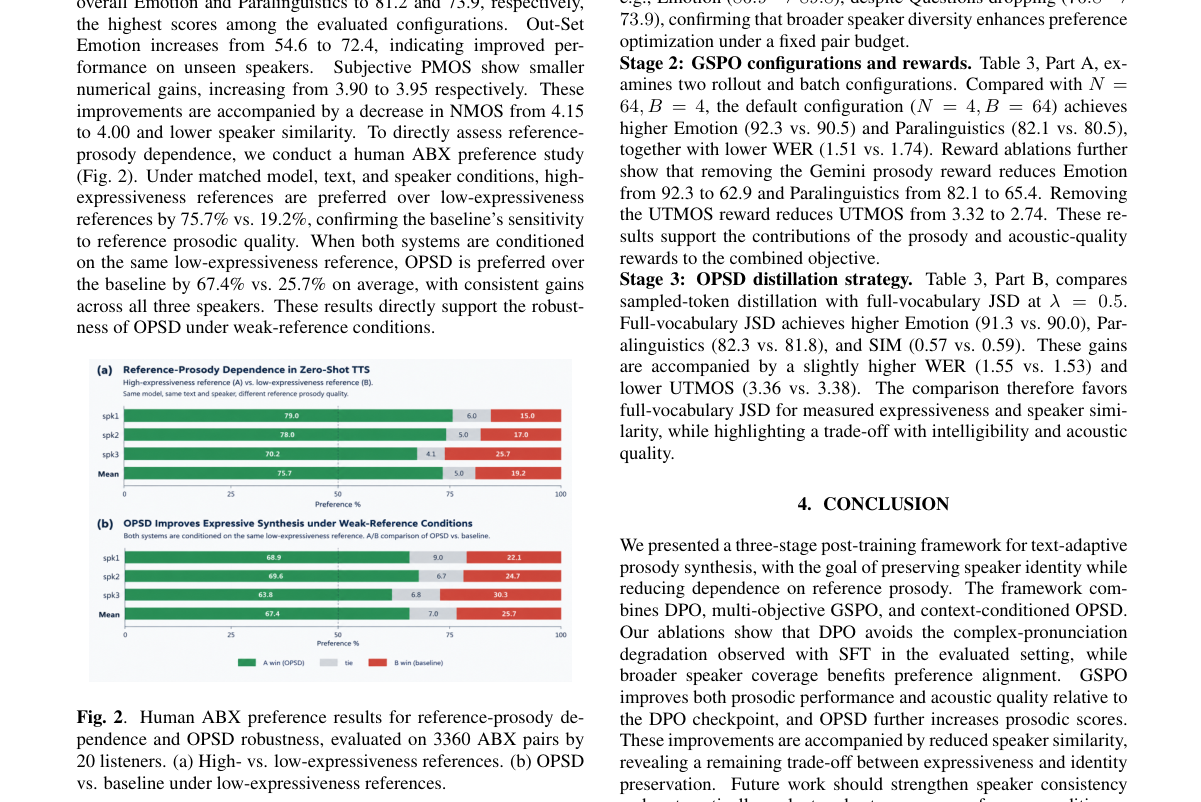 overall Emotion and Paralinguistics to 81.2 and 73.9, respectively,
the highest scores among the evaluated configurations. Out-Set
Emotion increases from 54.6 to 72.4, indicating improved per-
formance on unseen speakers. Subjective PMOS show smaller
numerical gains, increasing from 3.90 to 3.95 respectively. These
improvements are accompanied by a decrease in NMOS from 4.15
to 4.00 and lower speaker similarity. To directly assess reference-
prosody dependence, we conduct a human ABX preference study
(Fig. 2). Under matched model, text, and speaker conditions, high-
expressiveness references are preferred over low-expressiveness
references by 75.7% vs. 19.2%, confirming the baseline's sensitivity
to reference prosodic quality. When both systems are conditioned
on the same low-expressiveness reference, OPSD is preferred over
the baseline by 67.4% vs. 25.7% on average, with consistent gains
across all three speakers. These results directly support the robust-
ness of OPSD under weak-reference conditions.
(a) Reference-Prosody Dependence in Zero-Shot TTS
High-expressiveness reference (A) vs. low-expressiveness reference (B).
Same model, same text and speaker, different reference prosody quality.
spk1 79.0 6.0 15.0
spk2 78.0 5.0 17.0
spk3 70.2 4.1 25.7
Mean 75.7 5.0 19.2
0 25 50 75 100
Preference %
(b) OPSD Improves Expressive Synthesis under Weak-Reference Conditions
Both systems are conditioned on the same low-expressiveness reference. A/B comparison of OPSD vs. baseline.
spk1 68.9 9.0 22.1
spk2 69.6 6.7 24.7
spk3 63.8 6.8 30.3
Mean 67.4 7.0 25.7
0 25 50 75 100
Preference %
A win (OPSD) tie B win (baseline)
Fig. 2. Human ABX preference results for reference-prosody de-
pendence and OPSD robustness, evaluated on 3360 ABX pairs by
20 listeners. (a) High- vs. low-expressiveness references. (b) OPSD
vs. baseline under low-expressiveness references.
73.9), confirming that broader speaker diversity enhances preference
optimization under a fixed pair budget.
Stage 2: GSPO configurations and rewards. Table 3, Part A, ex-
amines two rollout and batch configurations. Compared with N =
64, B = 4, the default configuration (N = 4, B = 64) achieves
higher Emotion (92.3 vs. 90.5) and Paralinguistics (82.1 vs. 80.5),
together with lower WER (1.51 vs. 1.74). Reward ablations further
show that removing the Gemini prosody reward reduces Emotion
from 92.3 to 62.9 and Paralinguistics from 82.1 to 65.4. Removing
the UTMOS reward reduces UTMOS from 3.32 to 2.74. These re-
sults support the contributions of the prosody and acoustic-quality
rewards to the combined objective.
Stage 3: OPSD distillation strategy. Table 3, Part B, compares
sampled-token distillation with full-vocabulary JSD at λ = 0.5.
Full-vocabulary JSD achieves higher Emotion (91.3 vs. 90.0), Par-
alinguistics (82.3 vs. 81.8), and SIM (0.57 vs. 0.59). These gains
are accompanied by a slightly higher WER (1.55 vs. 1.53) and
lower UTMOS (3.36 vs. 3.38). The comparison therefore favors
full-vocabulary JSD for measured expressiveness and speaker simi-
larity, while highlighting a trade-off with intelligibility and acoustic
quality.
4. CONCLUSION
We presented a three-stage post-training framework for text-adaptive
prosody synthesis, with the goal of preserving speaker identity while
reducing dependence on reference prosody. The framework com-
bines DPO, multi-objective GSPO, and context-conditioned OPSD.
Our ablations show that DPO avoids the complex-pronunciation
degradation observed with SFT in the evaluated setting, while
broader speaker coverage benefits preference alignment. GSPO
improves both prosodic performance and acoustic quality relative to
the DPO checkpoint, and OPSD further increases prosodic scores.
These improvements are accompanied by reduced speaker similarity,
revealing a remaining trade-off between expressiveness and identity
preservation. Future work should strengthen speaker consistency